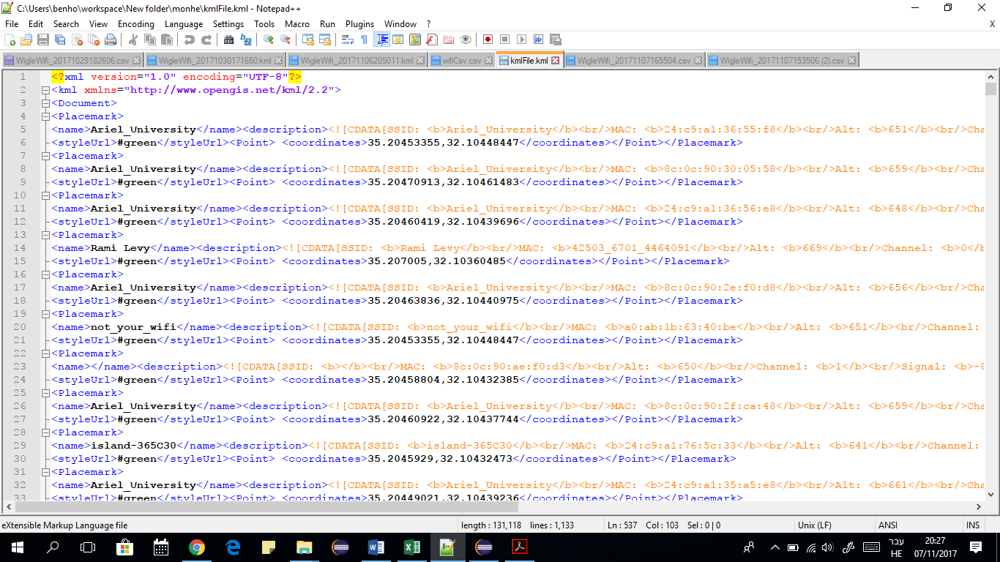 C:\Users\benho\workspace\New folder\monhe\kmlFile.kml - Notepad++
File Edit Search View Encoding Language Settings Tools Macro Run Plugins Window ? X
WigleWifi_20171029182606.csv WigleWifi_20171030171650.kml WigleWifi_20171106205011.kml wifiCsv.csv kmlFile.kml WigleWifi_20171107165504.csv WigleWifi_20171107153506 (2).csv
1 <?xml version="1.0" encoding="UTF-8"?>
2 <kml xmlns="http://www.opengis.net/kml/2.2">
3 <Document>
4 <Placemark>
5 <name>Ariel_University</name><description><![CDATA[SSID: <b>Ariel_University</b><br/>MAC: <b>24:c9:a1:36:55:f8</b><br/>Alt: <b>651</b><br/>Cha
6 <styleUrl>#green</styleUrl><Point> <coordinates>35.20453355,32.10448447</coordinates></Point></Placemark>
7 <Placemark>
8 <name>Ariel_University</name><description><![CDATA[SSID: <b>Ariel_University</b><br/>MAC: <b>8c:0c:90:30:05:58</b><br/>Alt: <b>659</b><br/>Cha
9 <styleUrl>#green</styleUrl><Point> <coordinates>35.20470913,32.10461483</coordinates></Point></Placemark>
10 <Placemark>
11 <name>Ariel_University</name><description><![CDATA[SSID: <b>Ariel_University</b><br/>MAC: <b>24:c9:a1:36:56:e8</b><br/>Alt: <b>648</b><br/>Cha
12 <styleUrl>#green</styleUrl><Point> <coordinates>35.20460419,32.10439696</coordinates></Point></Placemark>
13 <Placemark>
14 <name>Rami Levy</name><description><![CDATA[SSID: <b>Rami Levy</b><br/>MAC: <b>42503_6701_4464091</b><br/>Alt: <b>669</b><br/>Channel: <b>0</b
15 <styleUrl>#green</styleUrl><Point> <coordinates>35.207005,32.10360485</coordinates></Point></Placemark>
16 <Placemark>
17 <name>Ariel_University</name><description><![CDATA[SSID: <b>Ariel_University</b><br/>MAC: <b>8c:0c:90:2e:f0:d8</b><br/>Alt: <b>656</b><br/>Cha
18 <styleUrl>#green</styleUrl><Point> <coordinates>35.20463836,32.10440975</coordinates></Point></Placemark>
19 <Placemark>
20 <name>not_your_wifi</name><description><![CDATA[SSID: <b>not_your_wifi</b><br/>MAC: <b>a0:ab:1b:63:40:be</b><br/>Alt: <b>651</b><br/>Channel:
21 <styleUrl>#green</styleUrl><Point> <coordinates>35.20453355,32.10448447</coordinates></Point></Placemark>
22 <Placemark>
23 <name></name><description><![CDATA[SSID: <b></b><br/>MAC: <b>8c:0c:90:ae:f0:d3</b><br/>Alt: <b>650</b><br/>Channel: <b>1</b><br/>Signal: <b>-8
24 <styleUrl>#green</styleUrl><Point> <coordinates>35.20458804,32.10432385</coordinates></Point></Placemark>
25 <Placemark>
26 <name>Ariel_University</name><description><![CDATA[SSID: <b>Ariel_University</b><br/>MAC: <b>8c:0c:90:2f:ca:48</b><br/>Alt: <b>659</b><br/>Cha
27 <styleUrl>#green</styleUrl><Point> <coordinates>35.20460922,32.10437744</coordinates></Point></Placemark>
28 <Placemark>
29 <name>island-365C30</name><description><![CDATA[SSID: <b>island-365C30</b><br/>MAC: <b>24:c9:a1:76:5c:33</b><br/>Alt: <b>641</b><br/>Channel:
30 <styleUrl>#green</styleUrl><Point> <coordinates>35.2045929,32.10432473</coordinates></Point></Placemark>
31 <Placemark>
32 <name>Ariel_University</name><description><![CDATA[SSID: <b>Ariel_University</b><br/>MAC: <b>24:c9:a1:35:a5:e8</b><br/>Alt: <b>661</b><br/>Cha
33 <styleUrl>#green</styleUrl><Point> <coordinates>35.20449021,32.10439236</coordinates></Point></Placemark>
eXtensible Markup Language file length : 131,118 lines : 1,133 Ln : 537 Col : 103 Sel : 0 | 0 Unix (LF) ANSI INS
עבר 20:27
HE 07/11/2017